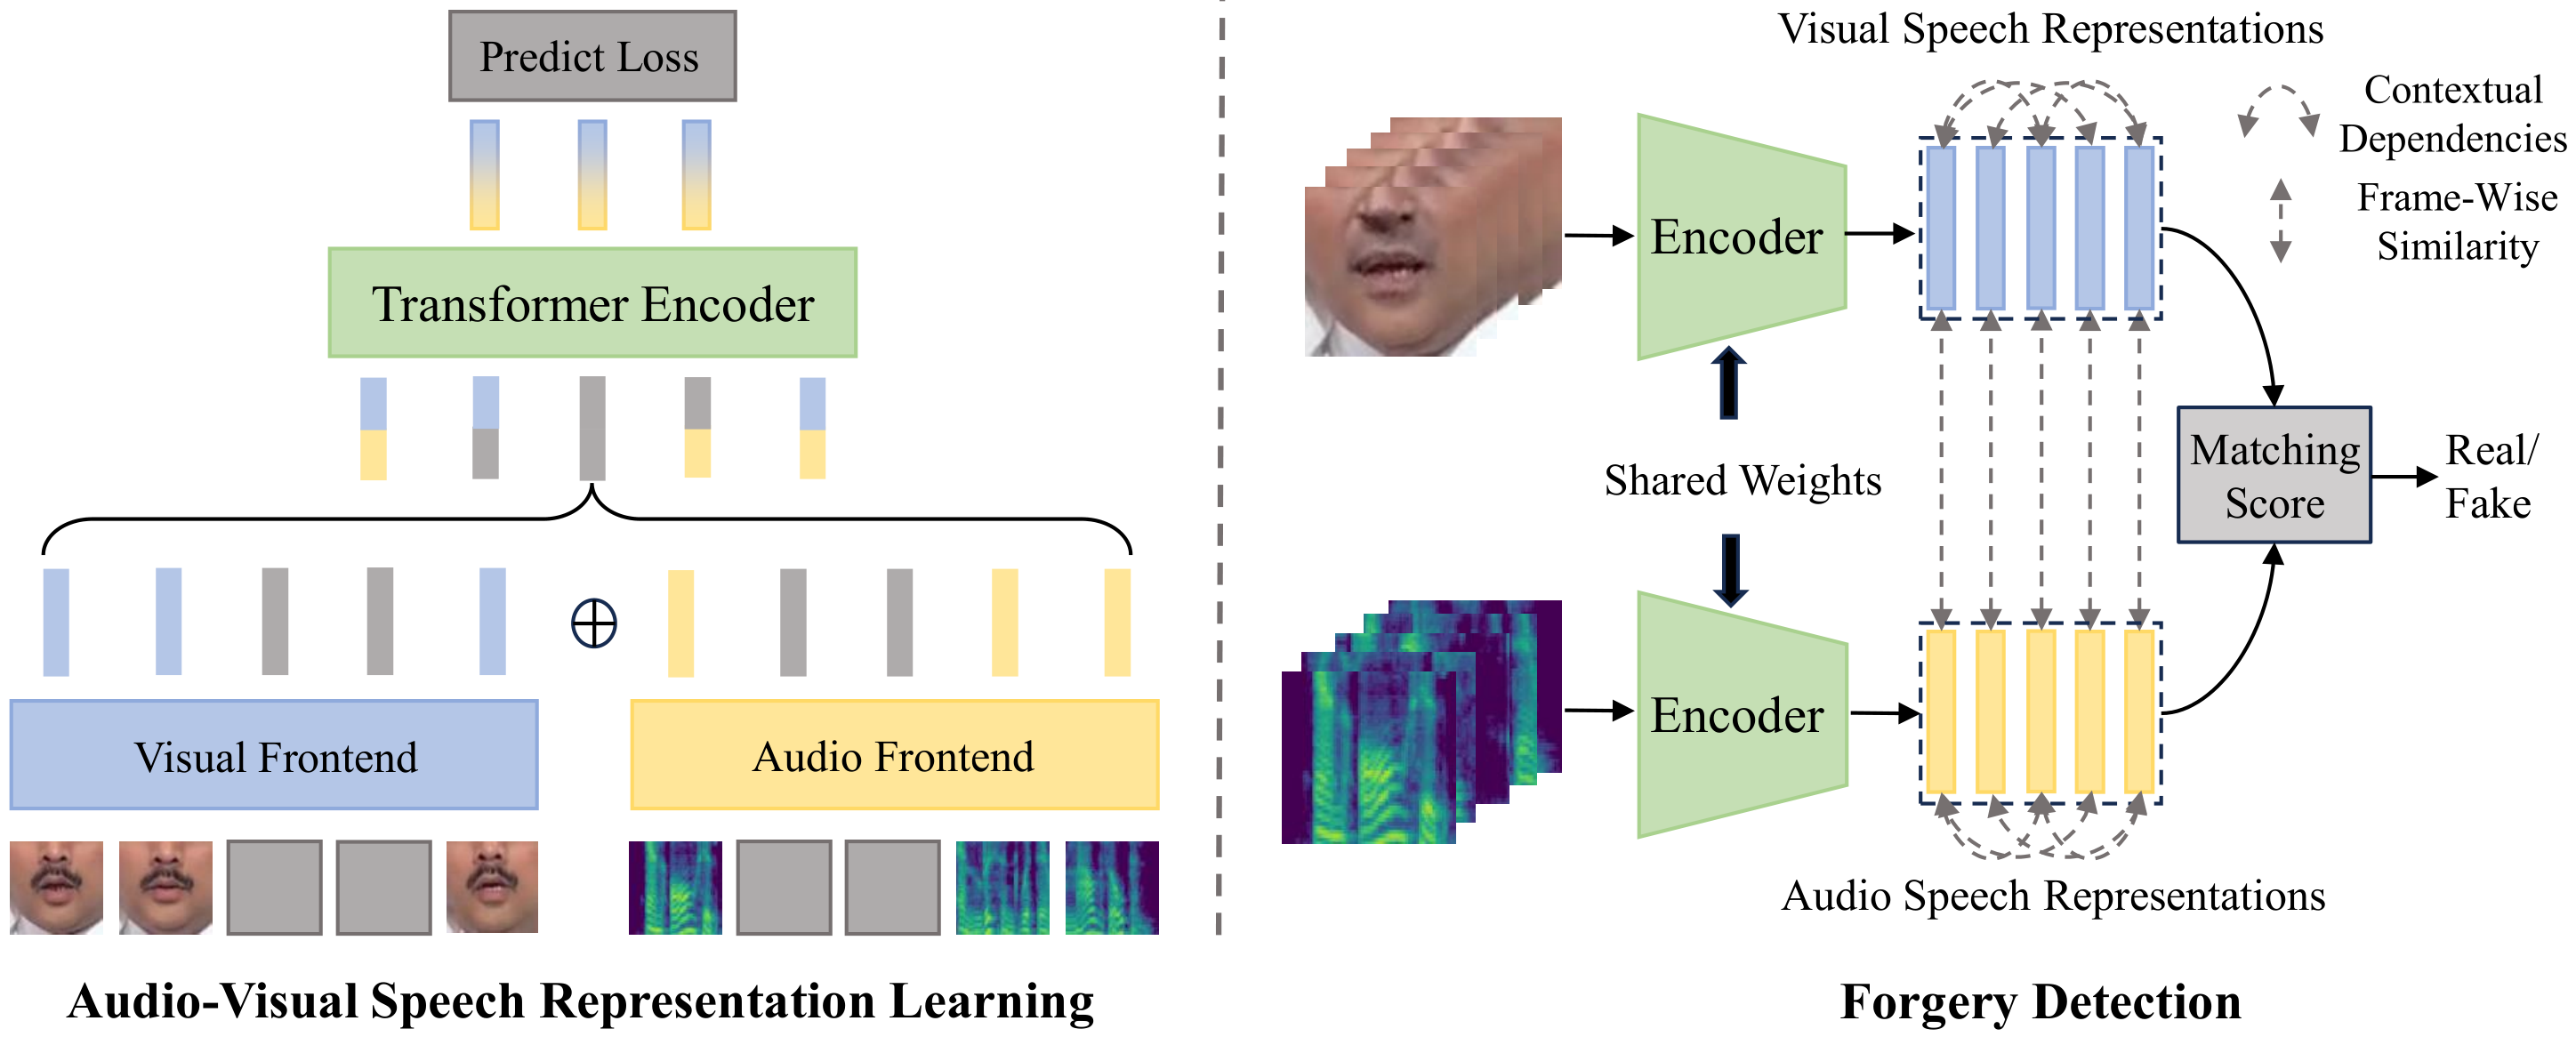 Predict Loss
Transformer Encoder
Visual Frontend
Audio Frontend
Audio-Visual Speech Representation Learning
Visual Speech Representations
Contextual
Dependencies
Frame-Wise
Similarity
Encoder
Shared Weights
Matching
Score
Real/
Fake
Encoder
Audio Speech Representations
Forgery Detection